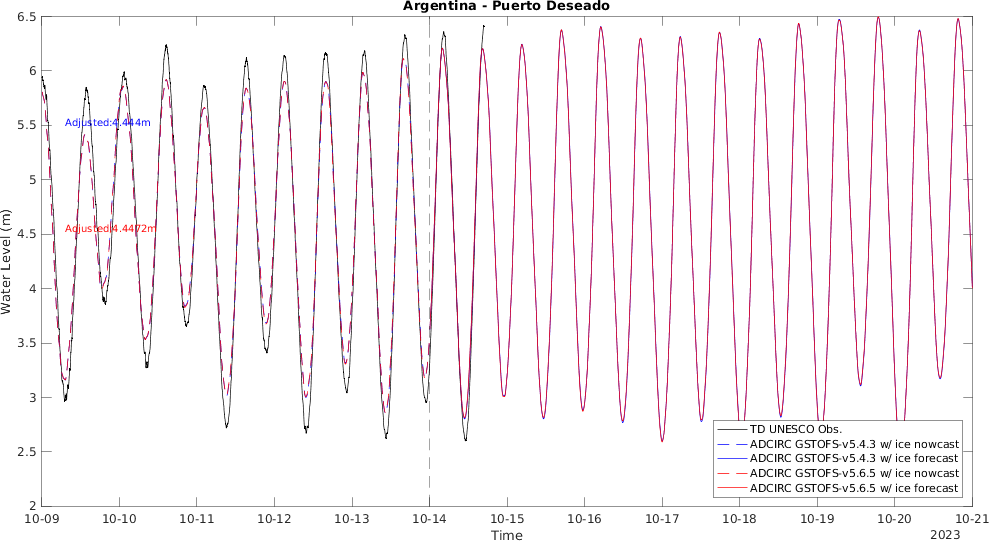 Argentina - Puerto Deseado
6.5
6
5.5
5
4.5
4
3.5
3
2.5
2
Water Level (m)
Adjusted:4.444m
Adjusted:4.4472m
TD UNESCO Obs.
ADCIRC GSTOFS-v5.4.3 w/ ice nowcast
ADCIRC GSTOFS-v5.4.3 w/ ice forecast
ADCIRC GSTOFS-v5.6.5 w/ ice nowcast
ADCIRC GSTOFS-v5.6.5 w/ ice forecast
10-09 10-10 10-11 10-12 10-13 10-14 10-15 10-16 10-17 10-18 10-19 10-20 10-21
Time
2023